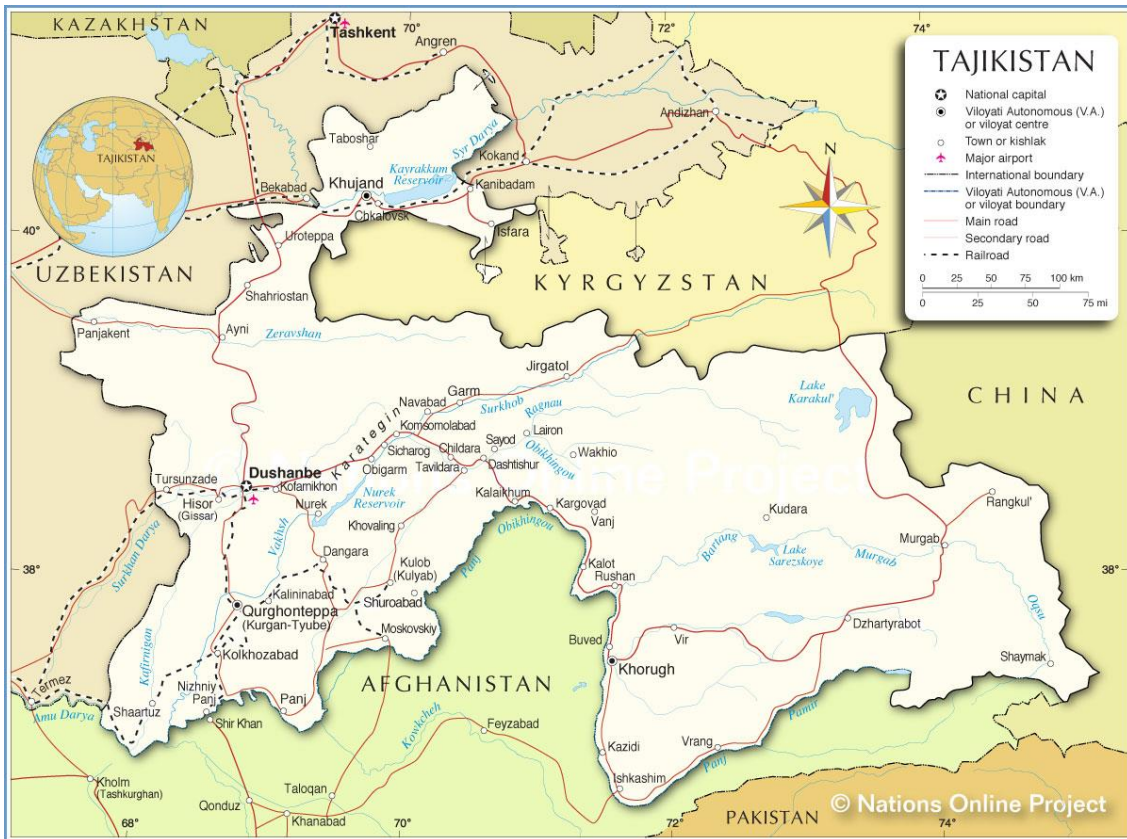 KAZAKHSTAN
70
72
74
Tashkent
Angren
TAJIKISTAN
National capital
Viloyati Autonomous (V.A.)
or viloyat centre
Town or kishlak
Major airport
International boundary
Viloyati Autonomous (V.A.)
or viloyat boundary
Main road
Secondary road
Railroad
0 25 50 75 100 km
0 25 50 75 mi
TAJIKISTAN
Taboshar
Syr Darya
Andizhan
Kokand
Kayrakkum
Reservoir
N
Bekabad
Khujand
Kanibadam
Chkalovsk
Isfara
40
40
Uroteppa
UZBEKISTAN
KYRGYZSTAN
Shahriostan
Panjakent
Ayni
Zeravshan
Jirgatol
Lake
Karakul'
CHINA
Garm
Navabad
Surkhob
Ragnau
Karategin
Komsomolabad
Lairon
Sicharog
Childara
Sayod
Obikhingou
Wakhio
Obigarm
Tavildara
Dashtishur
© Nations Online Project
Dushanbe
Tursunzade
Kofarnikhon
Hisor
(Gissar)
Nurek
Nurek
Reservoir
Kalaikhum
Kargovad
Vanj
Rangkul'
Kudara
Khovaling
Obikhingou
Vakhsh
Surkhan Darya
Dangara
Panj
Bartang
Lake
Sarezskoye
Murgab
Murgab
38
38
Kulob
(Kulyab)
Kalot
Rushan
Oqsu
Kalininabad
Shuroabad
Qurghonteppa
(Kurgan-Tyube)
Moskovskiy
Dzhartyrabot
Buved
Vir
Kolkhozabad
Kafirnigan
Khorugh
Shaymak
AFGHANISTAN
Termez
Nizhniy
Panj
Panj
Shaartuz
Amu Darya
Shir Khan
Pamir
Feyzabad
Kowkcheh
Kazidi
Vrang
Panj
Ishkashim
Kholm
(Tashkurghan)
Taloqan
Qonduz
Khanabad
© Nations Online Project
PAKISTAN
68
70
72
74